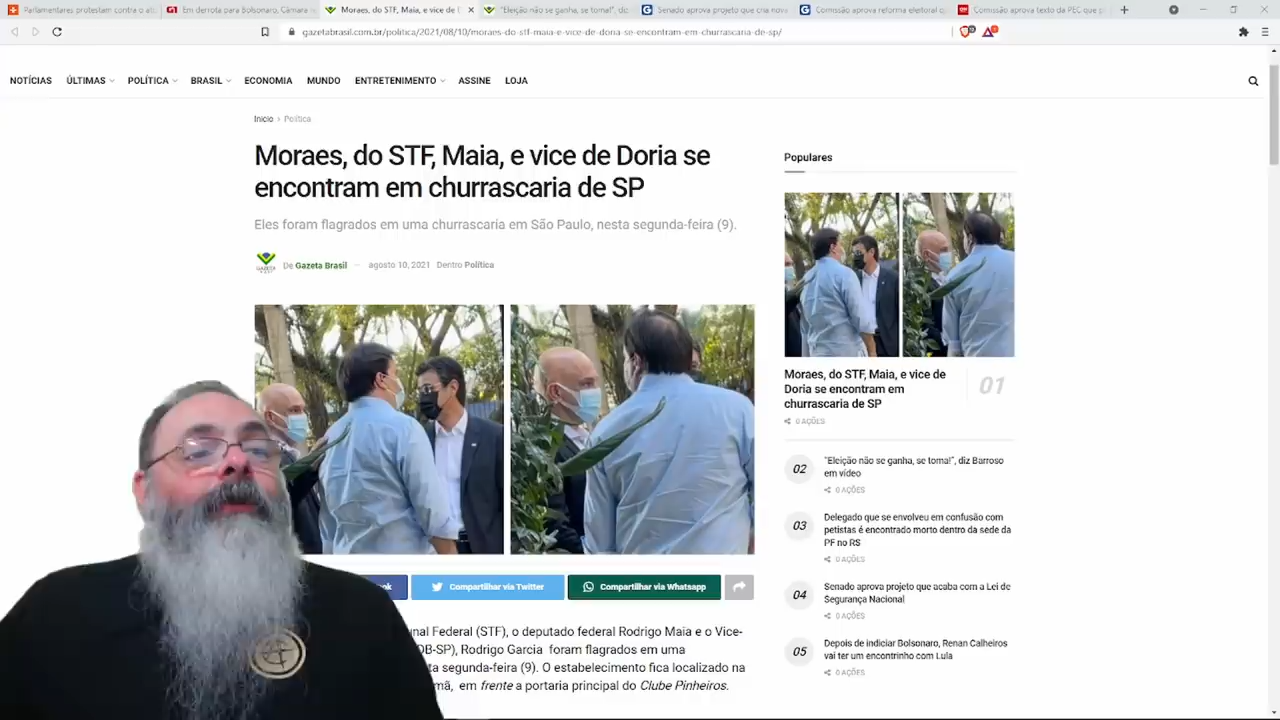 Parlamentares protestam contra o ato
Em derrota para Bolsonaro, Câmara re
Moraes, do STF, Maia, e vice de D
"Eleição não se ganha, se toma!", diz
Senado aprova projeto que cria nova
Comissão aprova reforma eleitoral q
Comissão aprova texto da PEC que p
gazetabrasil.com.br/politica/2021/08/10/moraes-do-stf-maia-e-vice-de-doria-se-encontram-em-churrascaria-de-sp/
NOTÍCIAS ÚLTIMAS POLÍTICA BRASIL ECONOMIA MUNDO ENTRETENIMENTO ASSINE LOJA
Inicio > Política
Moraes, do STF, Maia, e vice de Doria se
encontram em churrascaria de SP
Eles foram flagrados em uma churrascaria em São Paulo, nesta segunda-feira (9).
De Gazeta Brasil — agosto 10, 2021 Dentro Política
ok
Compartilhar via Twitter
Compartilhar via Whatsapp
nal Federal (STF), o deputado federal Rodrigo Maia e o Vice-
DB-SP), Rodrigo Garcia foram flagrados em uma
ta segunda-feira (9). O estabelecimento fica localizado na
mã, em frente a portaria principal do Clube Pinheiros.
Populares
Moraes, do STF, Maia, e vice de
Doria se encontram em
churrascaria de SP
01
0 AÇÕES
02
"Eleição não se ganha, se toma!", diz Barroso
em vídeo
0 AÇÕES
03
Delegado que se envolveu em confusão com
petistas é encontrado morto dentro da sede da
PF no RS
0 AÇÕES
04
Senado aprova projeto que acaba com a Lei de
Segurança Nacional
0 AÇÕES
05
Depois de indiciar Bolsonaro, Renan Calheiros
vai ter um encontrinho com Lula
0 AÇÕES